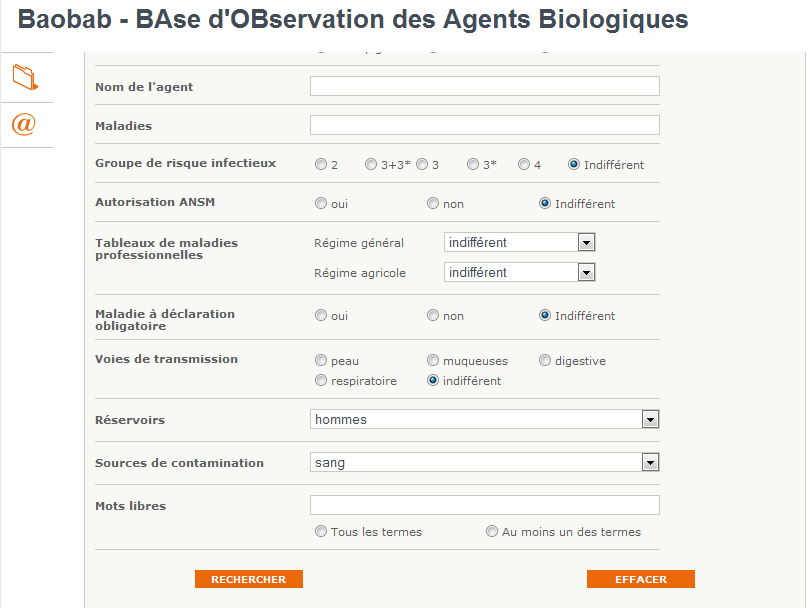 Baobab - BAse d'OBservation des Agents Biologiques
Nom de l'agent
Maladies
Groupe de risque infectieux 2 3+3* 3 3* 4 Indifférent
Autorisation ANSM oui non Indifférent
Tableaux de maladies professionnelles
Régime général indifférent
Régime agricole indifférent
Maladie à déclaration obligatoire
oui non Indifférent
Voies de transmission peau muqueuses digestive
respiratoire indifférent
Réservoirs hommes
Sources de contamination sang
Mots libres
Tous les termes Au moins un des termes
RECHERCHER EFFACER
@